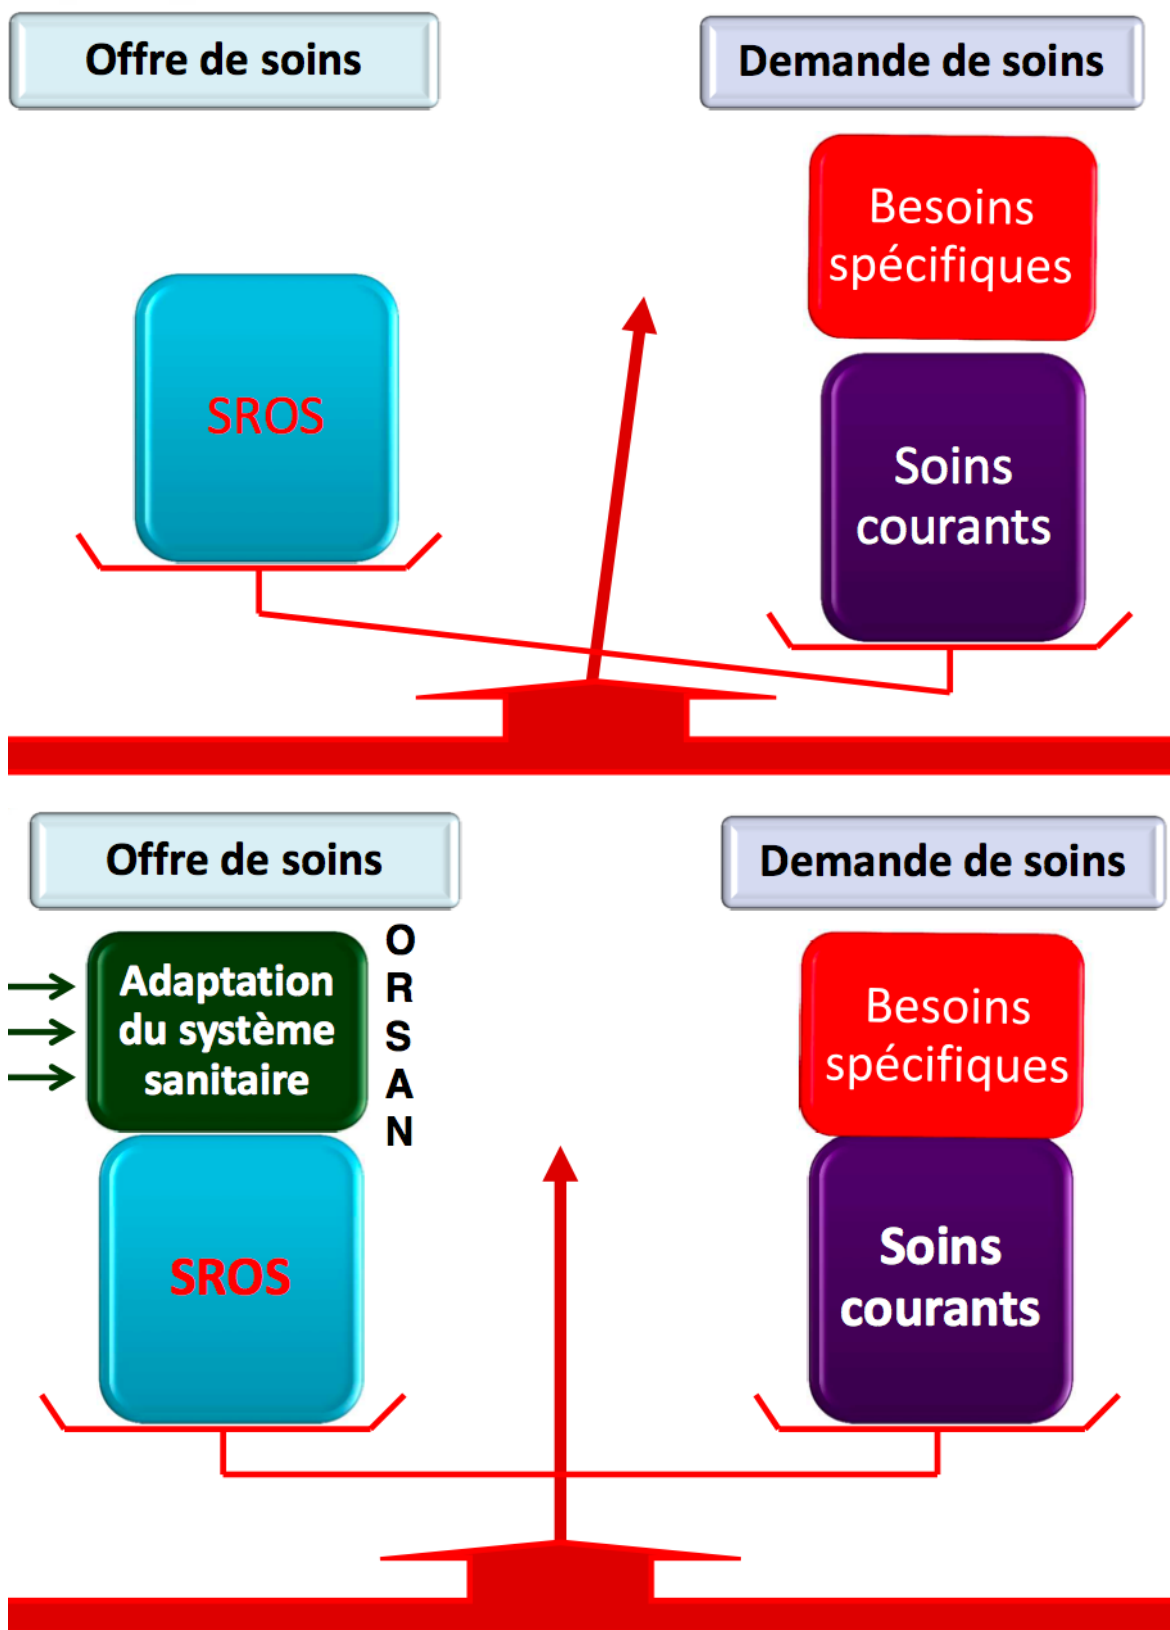 Offre de soins
Demande de soins
Besoins
spécifiques
SROS
Soins
courants
Offre de soins
Demande de soins
Adaptation
du système
sanitaire
O
R
S
A
N
Besoins
spécifiques
SROS
Soins
courants